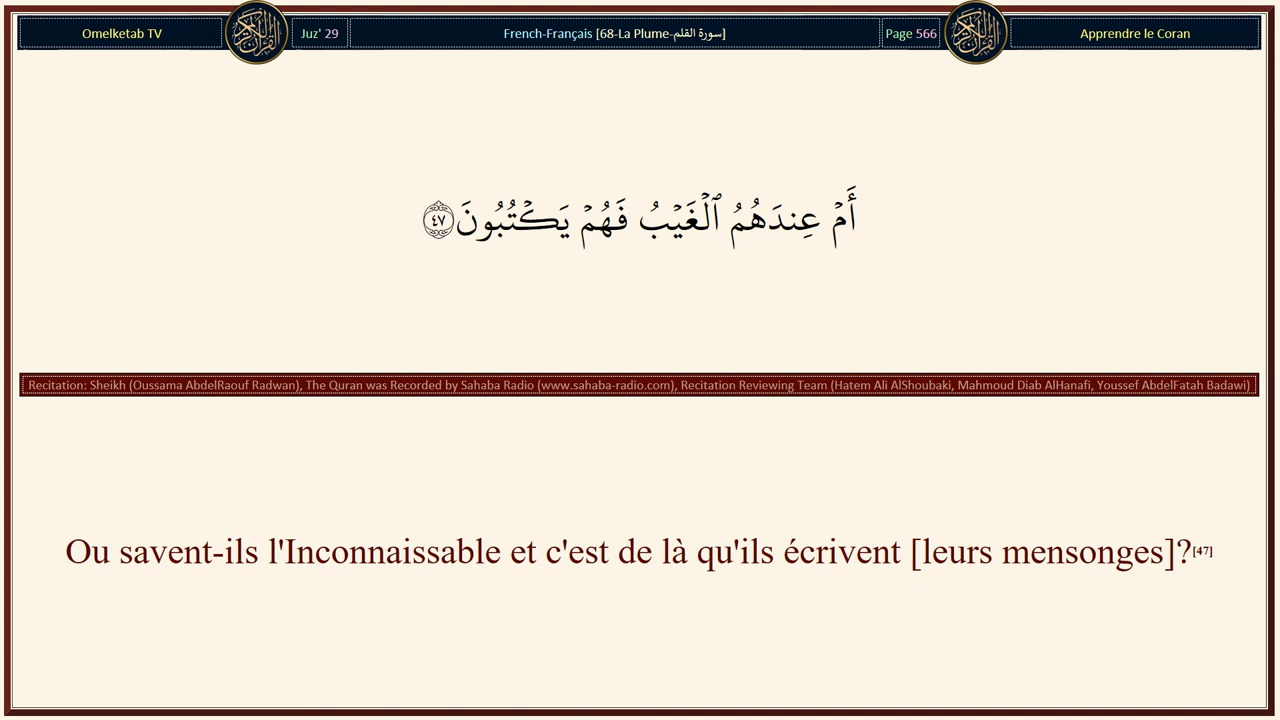 Omelketab TV
Juz' 29
French-Français [68-La Plume-سورة القلم]
Page 566
Apprendre le Coran
أَمۡ عِندَهُمُ ٱلۡغَيۡبُ فَهُمۡ يَكۡتُبُونَ ٤٧
Recitation: Sheikh (Oussama AbdelRaouf Radwan), The Quran was Recorded by Sahaba Radio (www.sahaba-radio.com), Recitation Reviewing Team (Hatem Ali AlShoubaki, Mahmoud Diab AlHanafi, Youssef AbdelFatah Badawi)
Ou savent-ils l'Inconnaissable et c'est de là qu'ils écrivent [leurs mensonges]?[47]